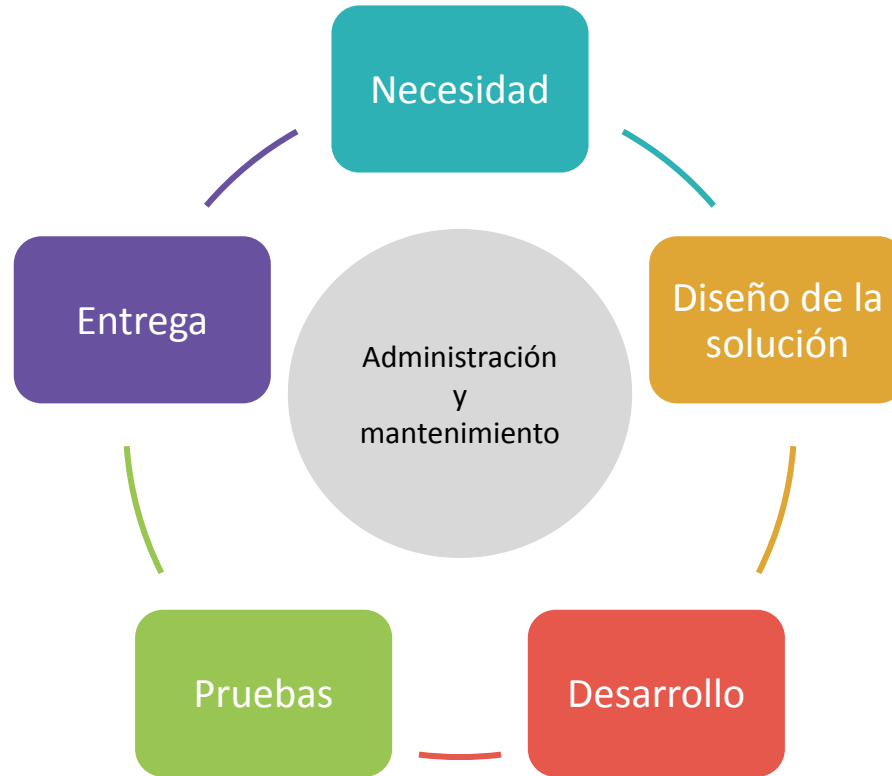 Necesidad
Diseño de la
solución
Desarrollo
Pruebas
Entrega
Administración
y
mantenimiento